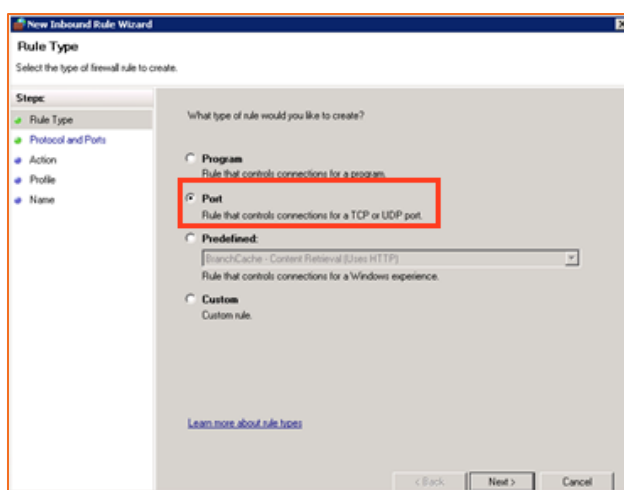 New Inbound Rule Wizard
Rule Type
Select the type of firewall rule to create.
Steps:
Rule Type
Protocol and Ports
Action
Profile
Name
What type of rule would you like to create?
Program
Rule that controls connections for a program.
Port
Rule that controls connections for a TCP or UDP port.
Predefined:
BranchCache - Content Retrieval (Uses HTTP)
Rule that controls connections for a Windows experience.
Custom
Custom rule.
Learn more about rule types
< Back
Next >
Cancel